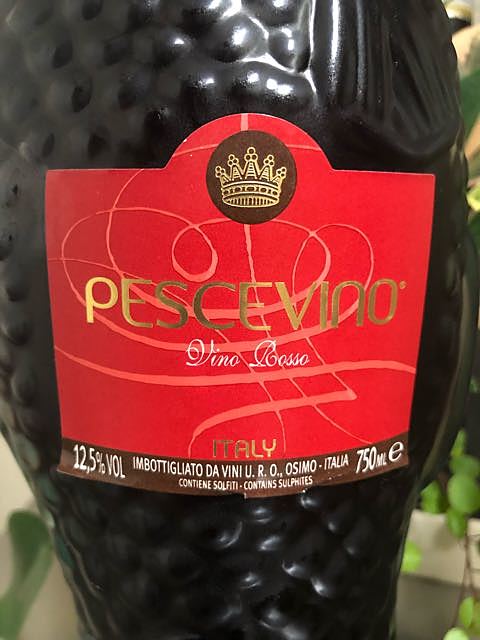 PESCEVINO®
Vino Rosso
ITALY
12,5% VOL IMBOTTIGLIATO DA VINI U. R. O., OSIMO - ITALIA 750ML e
CONTIENE SOLFITI - CONTAINS SULPHITES